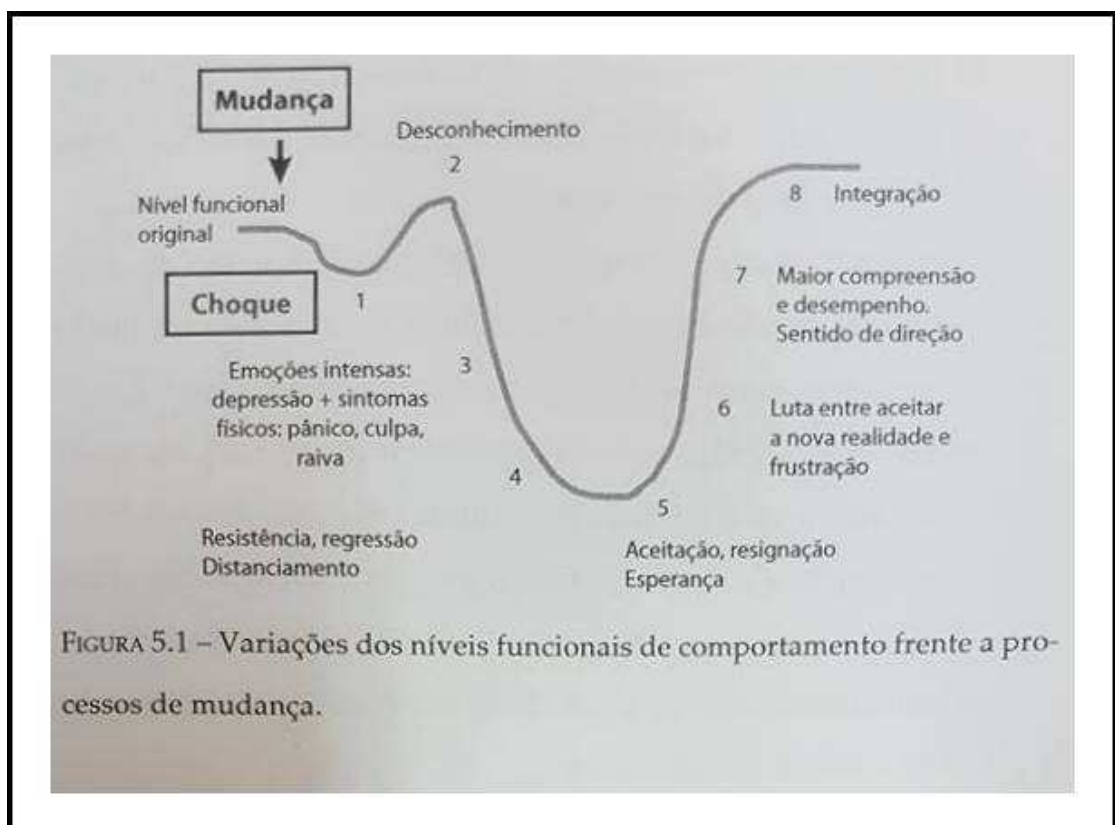 Mudança
Desconhecimento
2
Nível funcional
original
8 Integração
Choque
1
7 Maior compreensão
e desempenho.
Sentido de direção
3
Emoções intensas:
depressão + sintomas
físicos: pânico, culpa,
raiva
6 Luta entre aceitar
a nova realidade e
frustração
4
5
Resistência, regressão
Distanciamento
Aceitação, resignação
Esperança
FIGURA 5.1 – Variações dos níveis funcionais de comportamento frente a pro-
cessos de mudança.